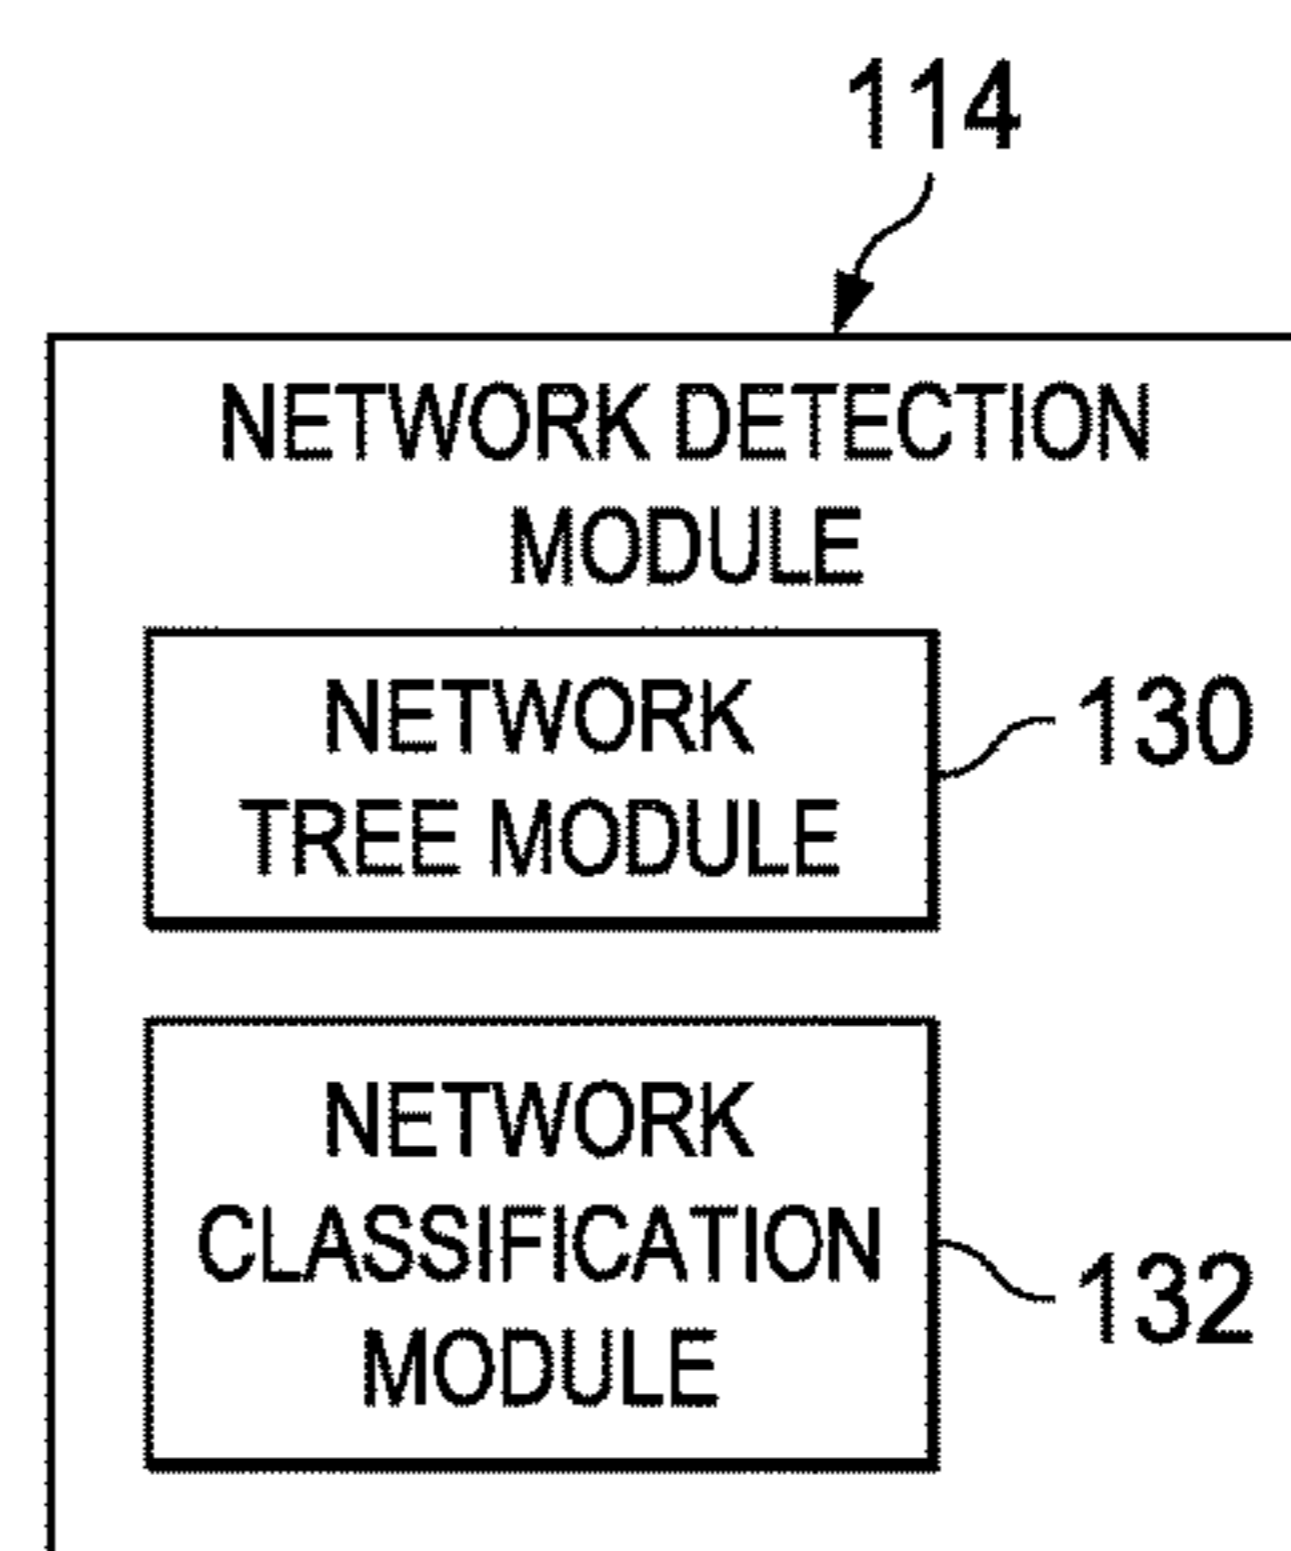 114
NETWORK DETECTION
MODULE
NETWORK
TREE MODULE
130
NETWORK
CLASSIFICATION
MODULE
132